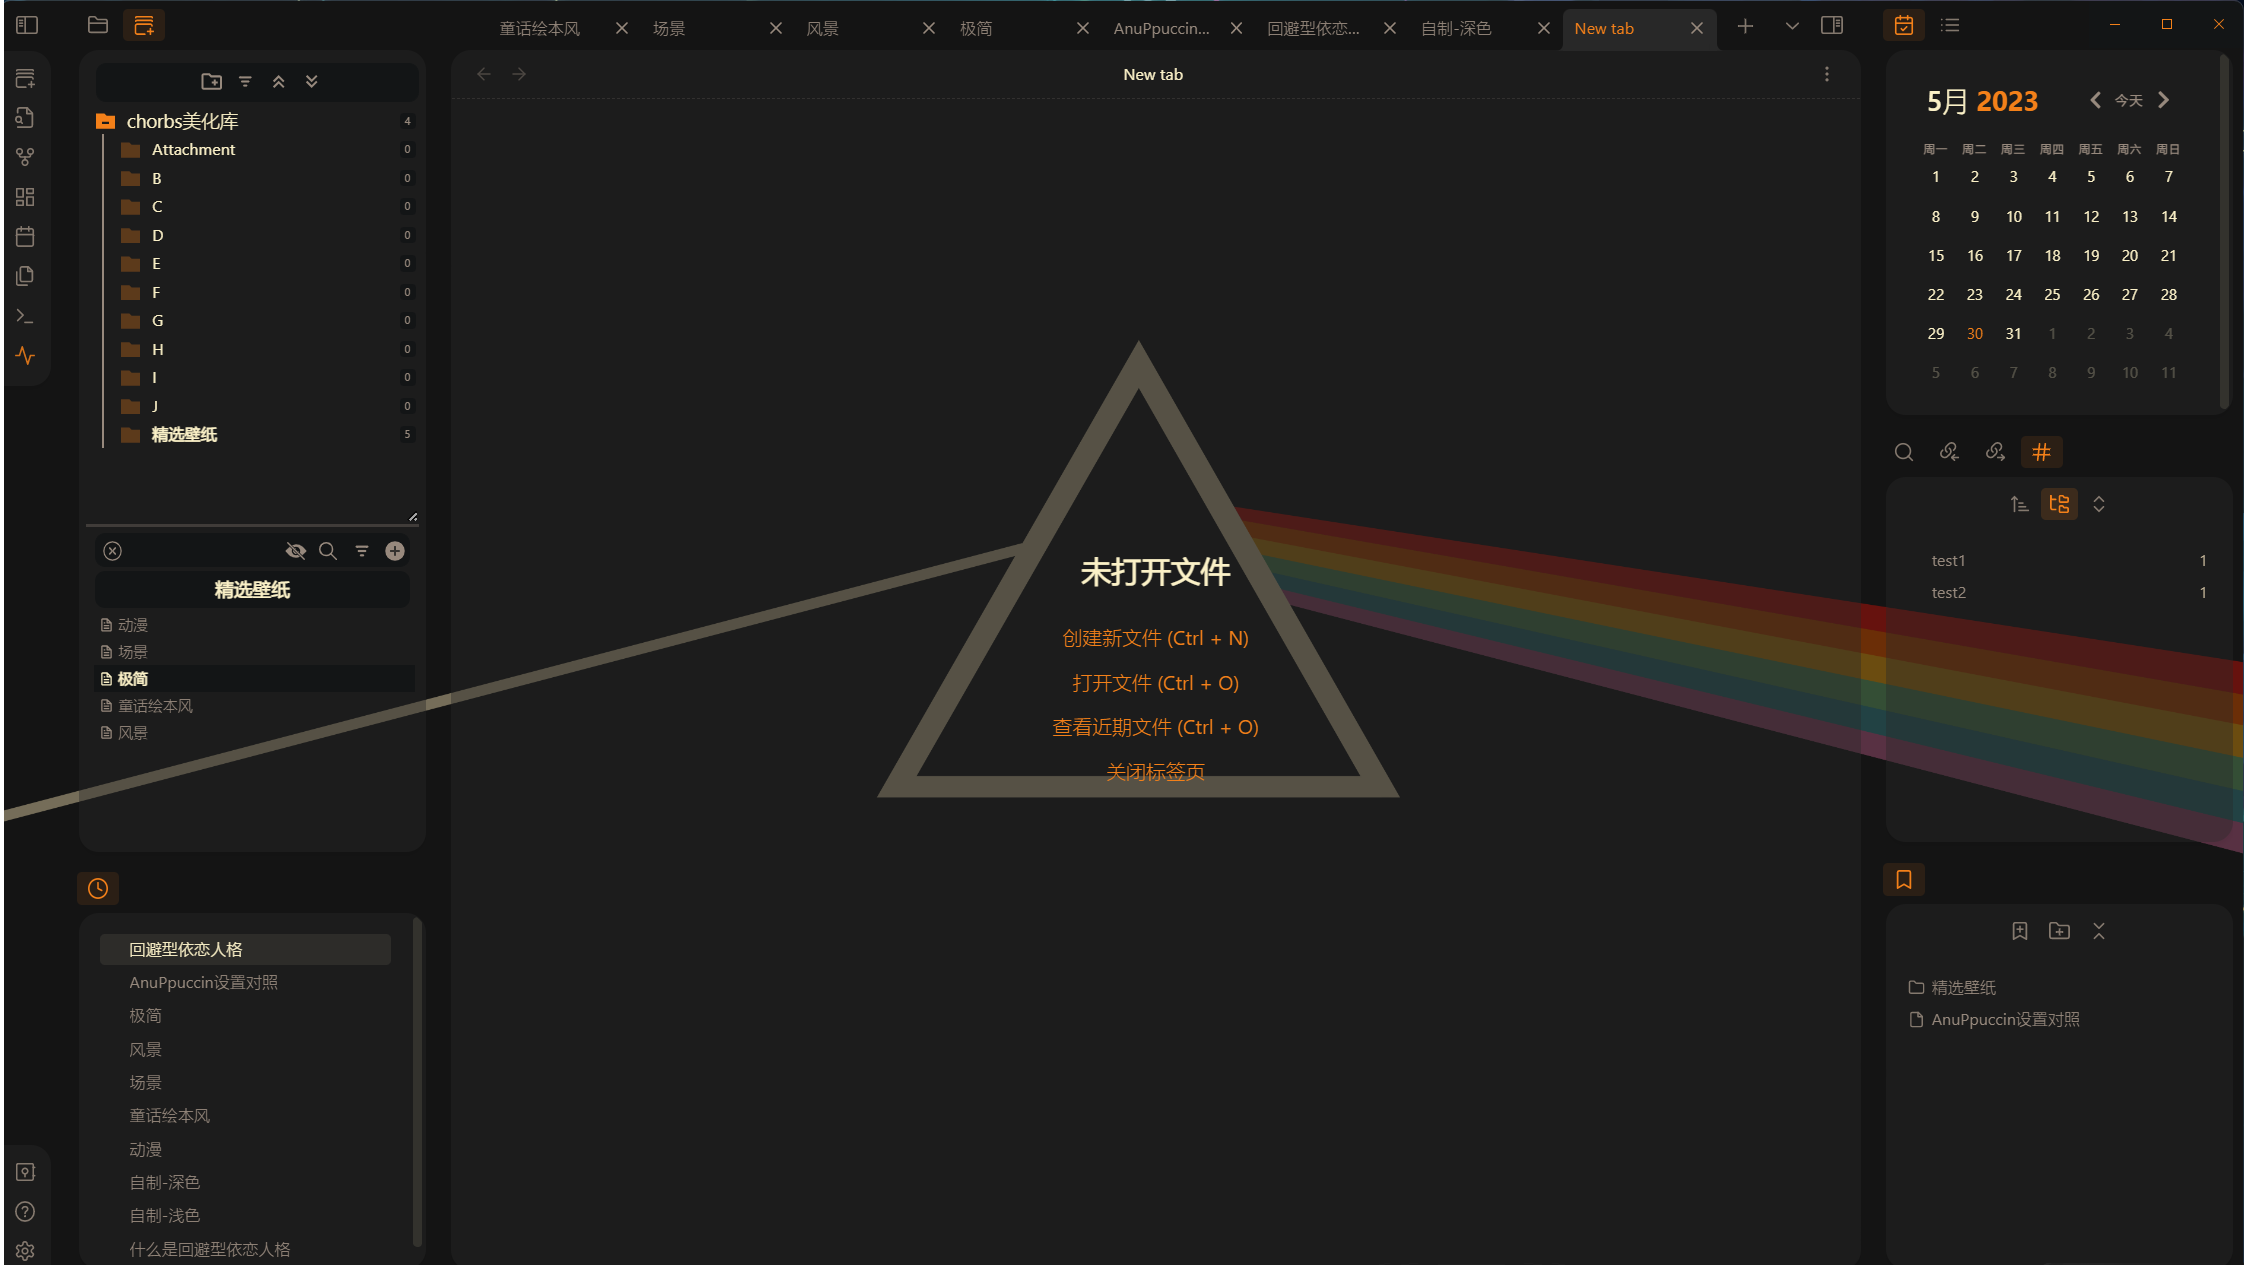 童话绘本风
场景
风景
极简
AnuPpuccin...
回避型依恋...
自制-深色
New tab
New tab
chorbs美化库 4
Attachment 0
B 0
C 0
D 0
E 0
F 0
G 0
H 0
I 0
J 0
精选壁纸 5
精选壁纸
动漫
场景
极简
童话绘本风
风景
回避型依恋人格
AnuPpuccin设置对照
极简
风景
场景
童话绘本风
动漫
自制-深色
自制-浅色
什么是回避型依恋人格
未打开文件
创建新文件 (Ctrl + N)
打开文件 (Ctrl + O)
查看近期文件 (Ctrl + O)
关闭标签页
5月 2023 今天
周一 周二 周三 周四 周五 周六 周日
1 2 3 4 5 6 7
8 9 10 11 12 13 14
15 16 17 18 19 20 21
22 23 24 25 26 27 28
29 30 31 1 2 3 4
5 6 7 8 9 10 11
test1 1
test2 1
精选壁纸
AnuPpuccin设置对照